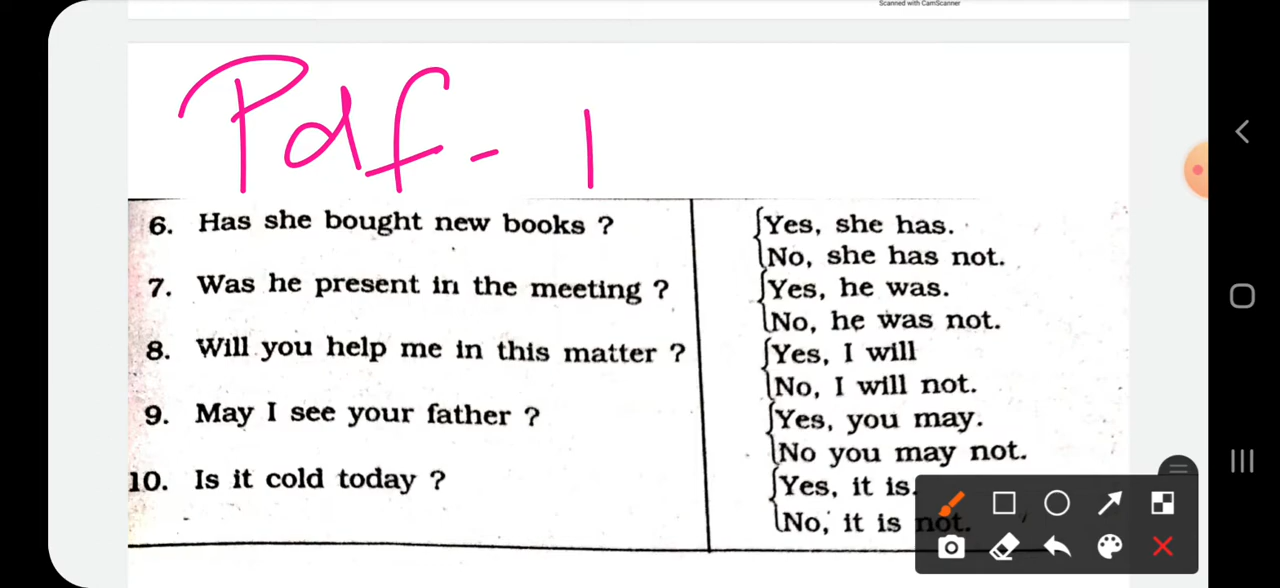 Scanned with CamScanner
Pdf - 1
6. Has she bought new books ?
Yes, she has.
No, she has not.
7. Was he present in the meeting ?
Yes, he was.
No, he was not.
8. Will you help me in this matter ?
Yes, I will
No, I will not.
9. May I see your father ?
Yes, you may.
No you may not.
10. Is it cold today ?
Yes, it is.
No, it is not.